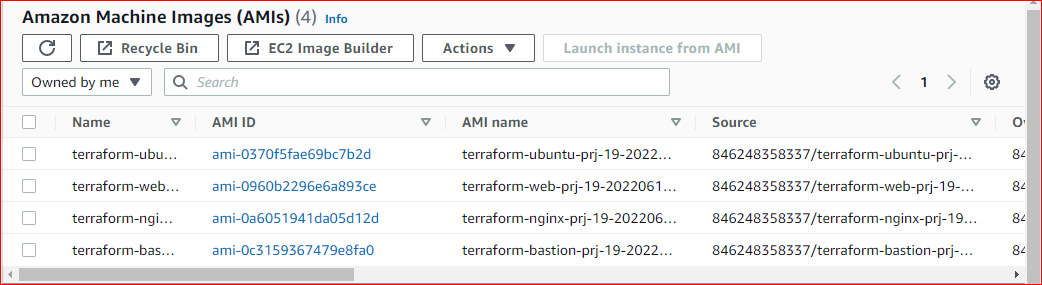 Amazon Machine Images (AMIs) (4) Info
Recycle Bin EC2 Image Builder Actions Launch instance from AMI
Owned by me Search 1
Name AMI ID AMI name Source
terraform-ubu... ami-0370f5fae69bc7b2d terraform-ubuntu-prj-19-2022... 846248358337/terraform-ubuntu-prj-... 84
terraform-web... ami-0960b2296e6a893ce terraform-web-prj-19-2022061... 846248358337/terraform-web-prj-19-... 84
terraform-ngi... ami-0a6051941da05d12d terraform-nginx-prj-19-202206... 846248358337/terraform-nginx-prj-19... 84
terraform-bas... ami-0c3159367479e8fa0 terraform-bastion-prj-19-2022... 846248358337/terraform-bastion-prj-... 84